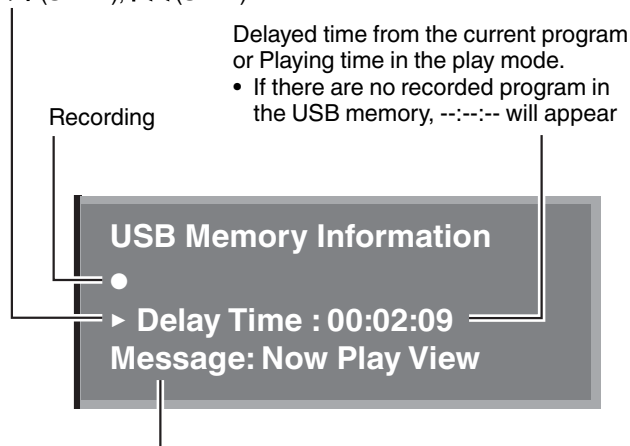 Delayed time from the current program
or Playing time in the play mode.
• If there are no recorded program in
the USB memory, --:--:-- will appear
Recording
USB Memory Information
●
► Delay Time : 00:02:09
Message: Now Play View